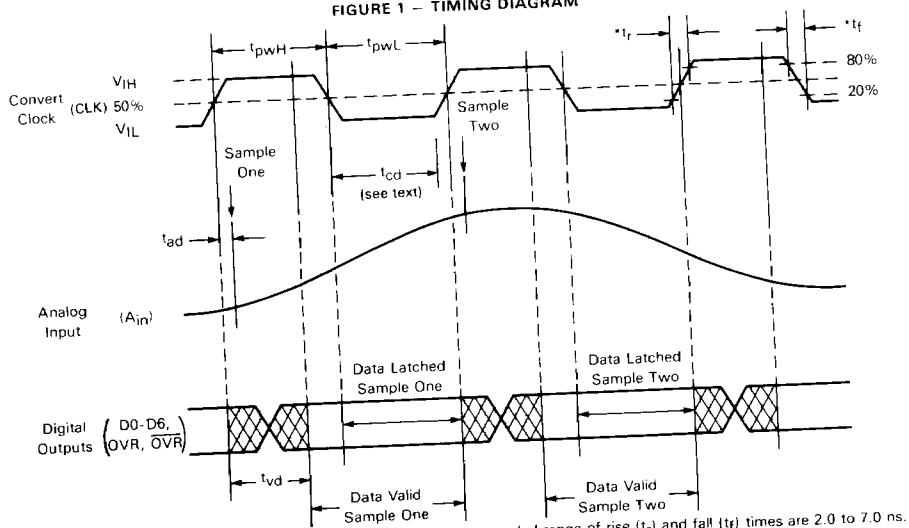 FIGURE 1 – TIMING DIAGRAM
tpwH
tpwL
*tr
*tf
VIH
80%
Convert Clock (CLK) 50%
20%
VIL
Sample One
Sample Two
tcd
(see text)
tad
Analog Input (Ain)
Data Latched Sample One
Data Latched Sample Two
Digital Outputs (D0-D6, OVR, O̅V̅R̅)
tvd
Data Valid Sample One
Data Valid Sample Two
range of rise (tr) and fall (tf) times are 2.0 to 7.0 ns.